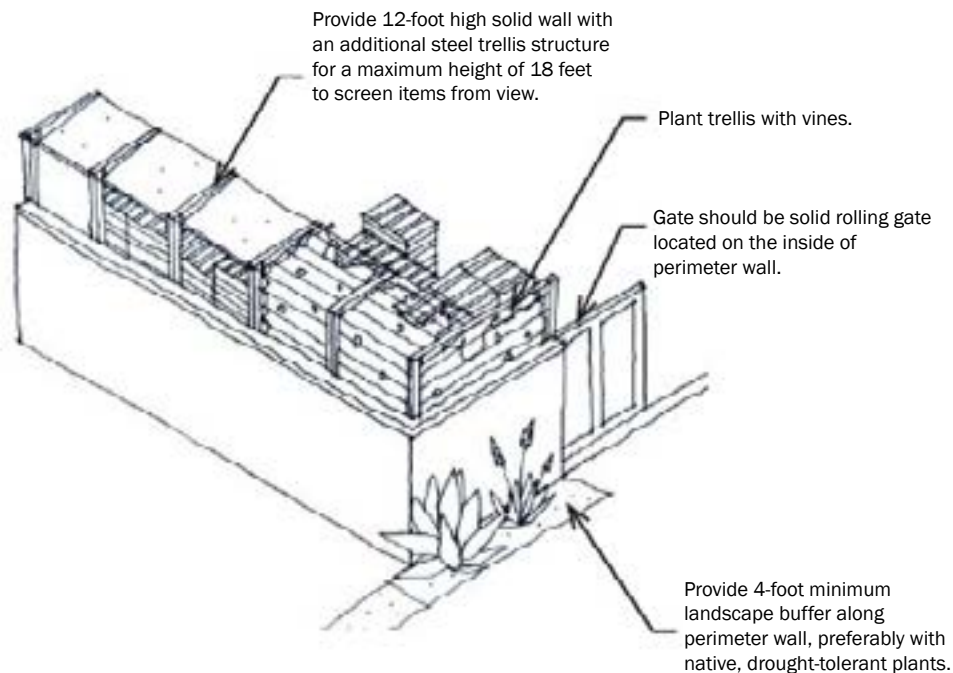 Provide 12-foot high solid wall with
an additional steel trellis structure
for a maximum height of 18 feet
to screen items from view.
Plant trellis with vines.
Gate should be solid rolling gate
located on the inside of
perimeter wall.
Provide 4-foot minimum
landscape buffer along
perimeter wall, preferably with
native, drought-tolerant plants.